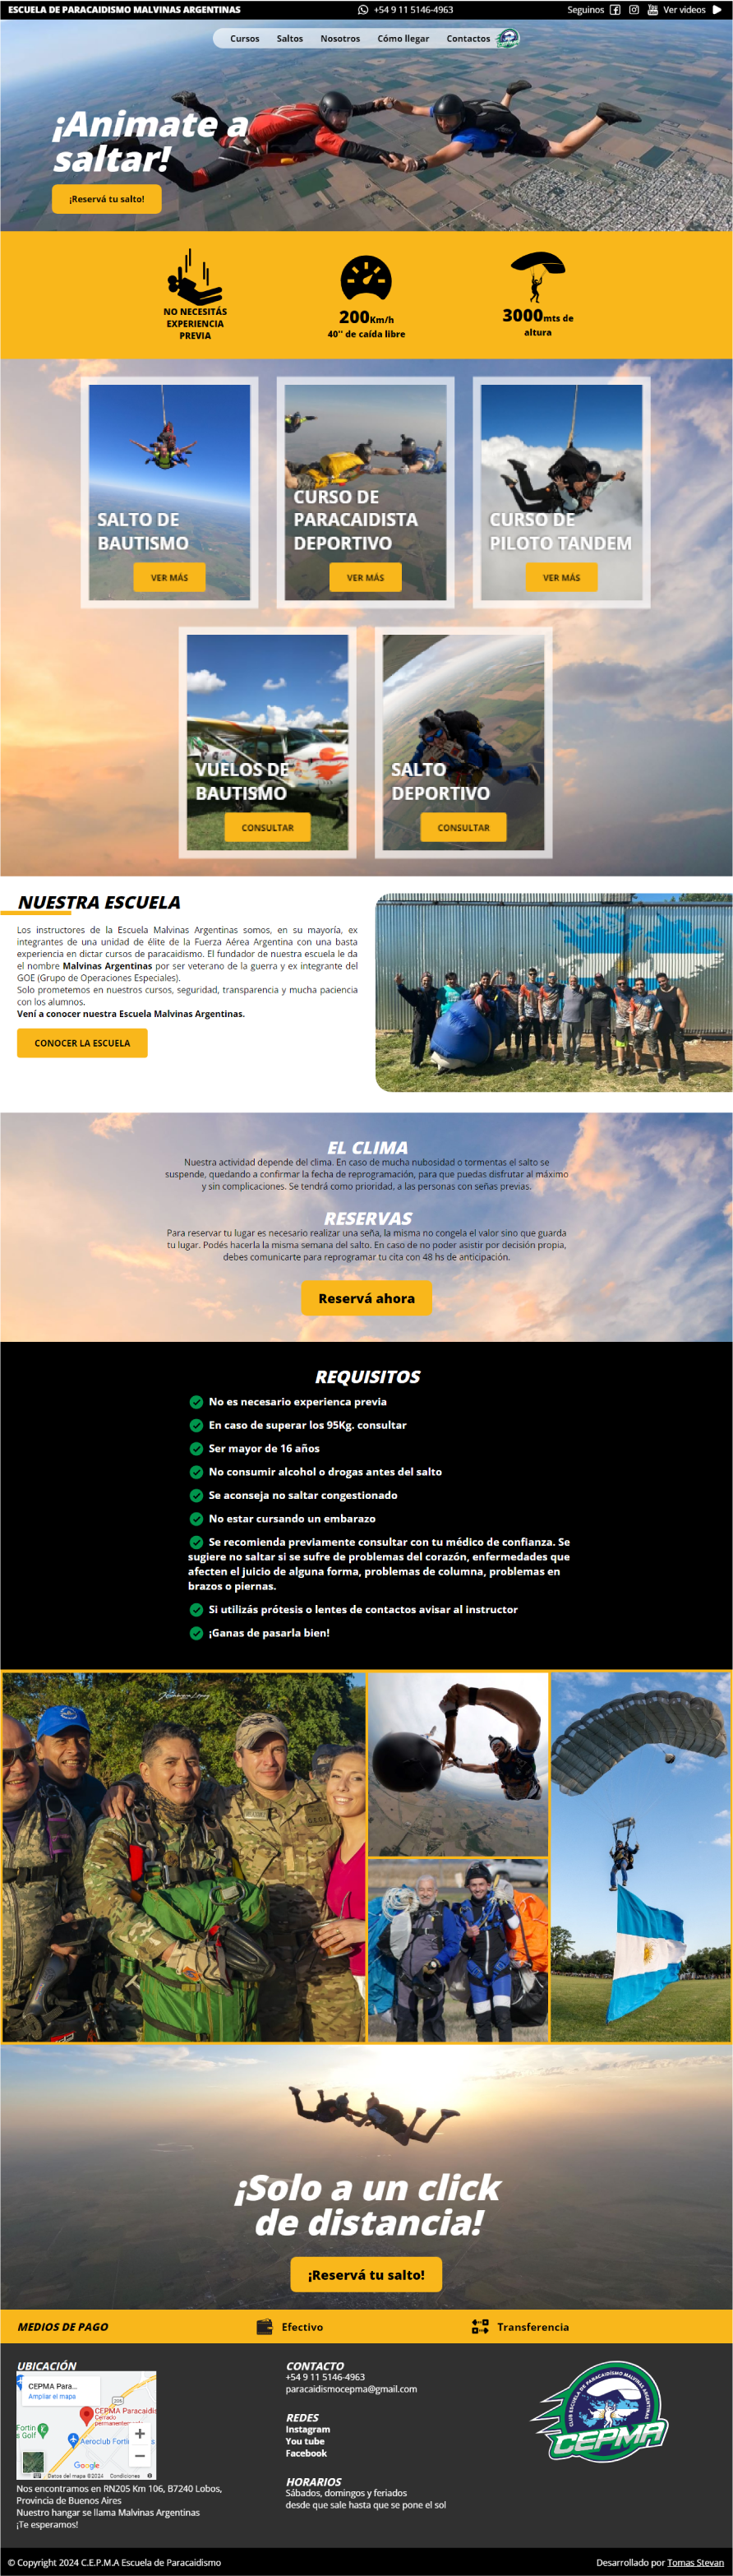 ESCUELA DE PARACAIDISMO MALVINAS ARGENTINAS
+54 9 11 5146-4963
Seguinos
Ver videos
Cursos Saltos Nosotros Cómo llegar Contactos
¡Animate a
saltar!
¡Reservá tu salto!
NO NECESITÁS
EXPERIENCIA
PREVIA
200Km/h
40'' de caída libre
3000mts de
altura
SALTO DE
BAUTISMO
VER MÁS
CURSO DE
PARACAIDISTA
DEPORTIVO
VER MÁS
CURSO DE
PILOTO TANDEM
VER MÁS
VUELOS DE
BAUTISMO
CONSULTAR
SALTO
DEPORTIVO
CONSULTAR
NUESTRA ESCUELA
Los instructores de la Escuela Malvinas Argentinas somos, en su mayoría, ex
integrantes de una unidad de élite de la Fuerza Aérea Argentina con una basta
experiencia en dictar cursos de paracaidismo. El fundador de nuestra escuela le da
el nombre Malvinas Argentinas por ser veterano de la guerra y ex integrante del
GOE (Grupo de Operaciones Especiales).
Solo prometemos en nuestros cursos, seguridad, transparencia y mucha paciencia
con los alumnos.
Vení a conocer nuestra Escuela Malvinas Argentinas.
CONOCER LA ESCUELA
EL CLIMA
Nuestra actividad depende del clima. En caso de mucha nubosidad o tormentas el salto se
suspende, quedando a confirmar la fecha de reprogramación, para que puedas disfrutar al máximo
y sin complicaciones. Se tendrá como prioridad, a las personas con señas previas.
RESERVAS
Para reservar tu lugar es necesario realizar una seña, la misma no congela el valor sino que guarda
tu lugar. Podés hacerla la misma semana del salto. En caso de no poder asistir por decisión propia,
debes comunicarte para reprogramar tu cita con 48 hs de anticipación.
Reservá ahora
REQUISITOS
No es necesario experienca previa
En caso de superar los 95Kg. consultar
Ser mayor de 16 años
No consumir alcohol o drogas antes del salto
Se aconseja no saltar congestionado
No estar cursando un embarazo
Se recomienda previamente consultar con tu médico de confianza. Se
sugiere no saltar si se sufre de problemas del corazón, enfermedades que
afecten el juicio de alguna forma, problemas de columna, problemas en
brazos o piernas.
Si utilizás prótesis o lentes de contactos avisar al instructor
¡Ganas de pasarla bien!
¡Solo a un click
de distancia!
¡Reservá tu salto!
MEDIOS DE PAGO
Efectivo
Transferencia
UBICACIÓN
CEPMA Para...
Ampliar el mapa
205
CEPMA Paracaidis
Cerrado
permanentemente
Fortin
s Golf
Aeroclub Fortin
Google
Datos del mapa ©2024 Condiciones
Nos encontramos en RN205 Km 106, B7240 Lobos,
Provincia de Buenos Aires
Nuestro hangar se llama Malvinas Argentinas
¡Te esperamos!
CONTACTO
+54 9 11 5146-4963
paracaidismocepma@gmail.com
REDES
Instagram
You tube
Facebook
HORARIOS
Sábados, domingos y feriados
desde que sale hasta que se pone el sol
CLUB ESCUELA DE PARACAIDISMO MALVINAS ARGENTINAS
CEPMA
© Copyright 2024 C.E.P.M.A Escuela de Paracaidismo
Desarrollado por Tomas Stevan